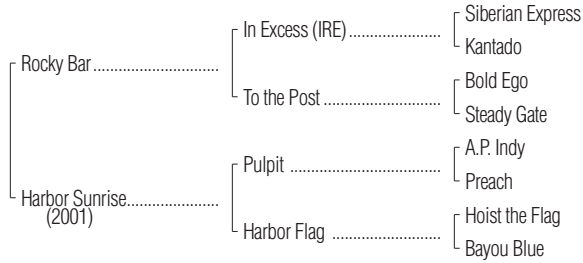 Siberian Express
In Excess (IRE)
Kantado
Rocky Bar
Bold Ego
To the Post
Steady Gate
A.P. Indy
Pulpit
Preach
Harbor Sunrise
(2001)
Hoist the Flag
Harbor Flag
Bayou Blue